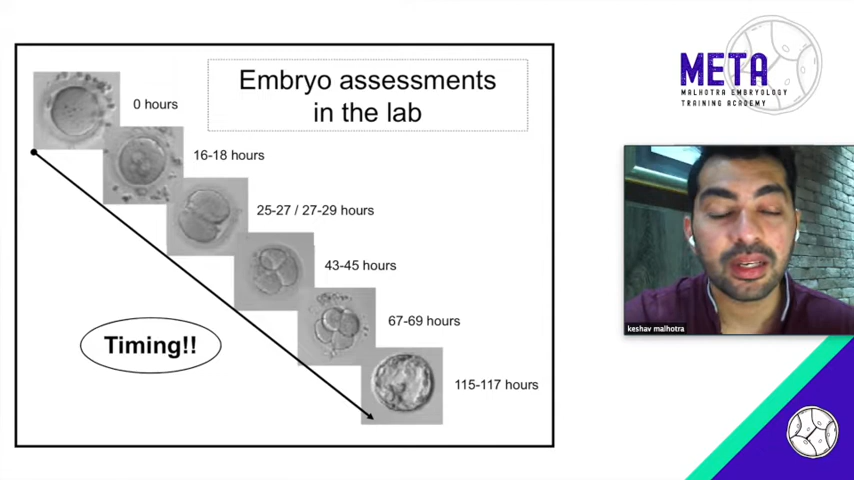 Embryo assessments
in the lab
0 hours
16-18 hours
25-27 / 27-29 hours
43-45 hours
67-69 hours
115-117 hours
Timing!!
META
MALHOTRA EMBRYOLOGY
TRAINING ACADEMY
keshav malhotra